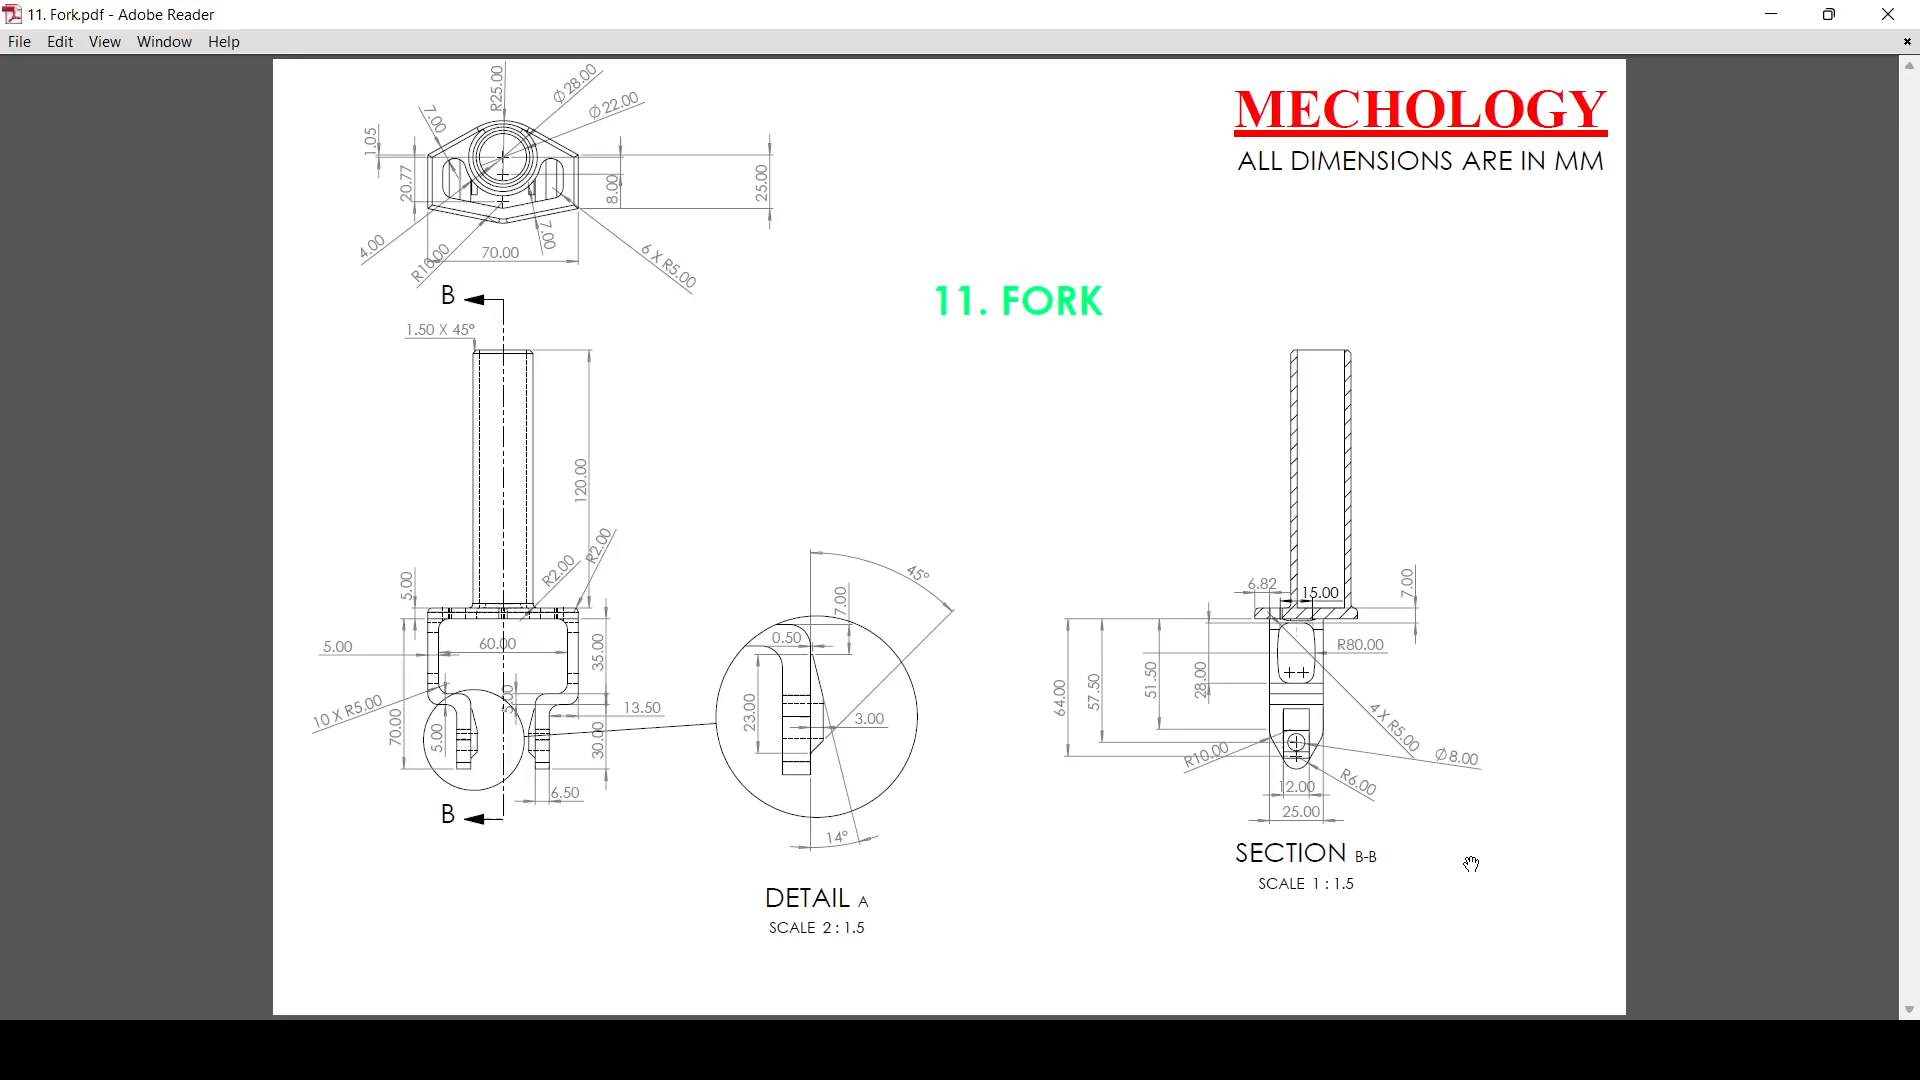 11. Fork.pdf - Adobe Reader
File Edit View Window Help
MECHOLOGY
ALL DIMENSIONS ARE IN MM
R25.00
Ø28.00
Ø22.00
7.00
1.05
20.77
8.00
25.00
4.00
R10.00
70.00
7.00
6 X R5.00
11. FORK
B
1.50 X 45°
120.00
R2.00
R2.00
5.00
5.00
60.00
35.00
10 X R5.00
70.00
5.00
5.00
13.50
30.00
6.50
B
45°
7.00
0.50
23.00
3.00
14°
DETAIL A
SCALE 2 : 1.5
6.82
15.00
7.00
R80.00
64.00
57.50
51.50
28.00
4 X R5.00
R10.00
Ø8.00
R6.00
12.00
25.00
SECTION B-B
SCALE 1 : 1.5